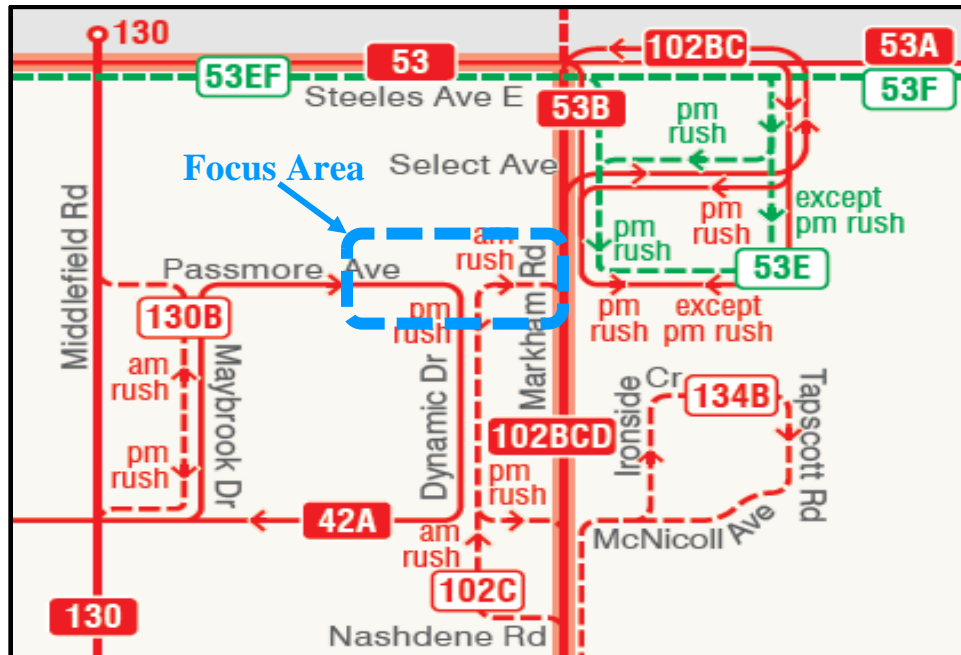 130
53
102BC
53A
53EF
53F
Steeles Ave E
53B
pm
rush
Focus Area
Select Ave
Middlefield Rd
except
pm rush
pm
rush
am
rush
pm
rush
Passmore Ave
53E
130B
pm
rush
Markham Rd
pm
rush
except
pm rush
am
rush
Maybrook Dr
Dynamic Dr
Ironside
Cr
134B
Tapscott Rd
102BCD
pm
rush
pm
rush
42A
am
rush
McNicoll Ave
102C
130
Nashdene Rd